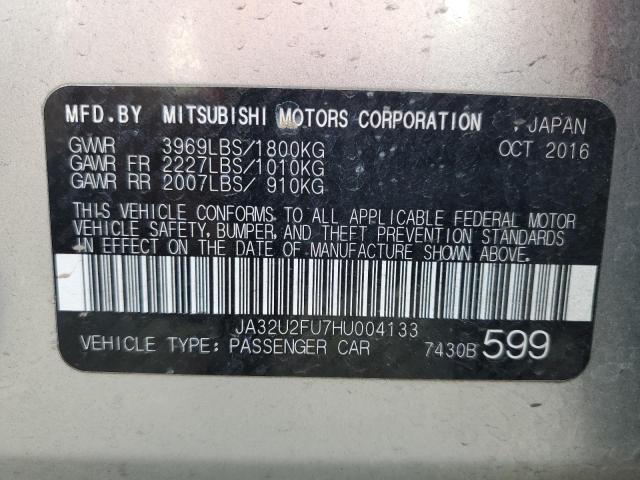 MFD.BY MITSUBISHI MOTORS CORPORATION , JAPAN
GVWR 3969LBS/1800KG OCT 2016
GAWR FR 2227LBS/1010KG
GAWR RR 2007LBS/ 910KG
THIS VEHICLE CONFORMS TO ALL APPLICABLE FEDERAL MOTOR
VEHICLE SAFETY, BUMPER, AND THEFT PREVENTION STANDARDS
IN EFFECT ON THE DATE OF MANUFACTURE SHOWN ABOVE.
JA32U2FU7HU004133
VEHICLE TYPE: PASSENGER CAR 7430B599